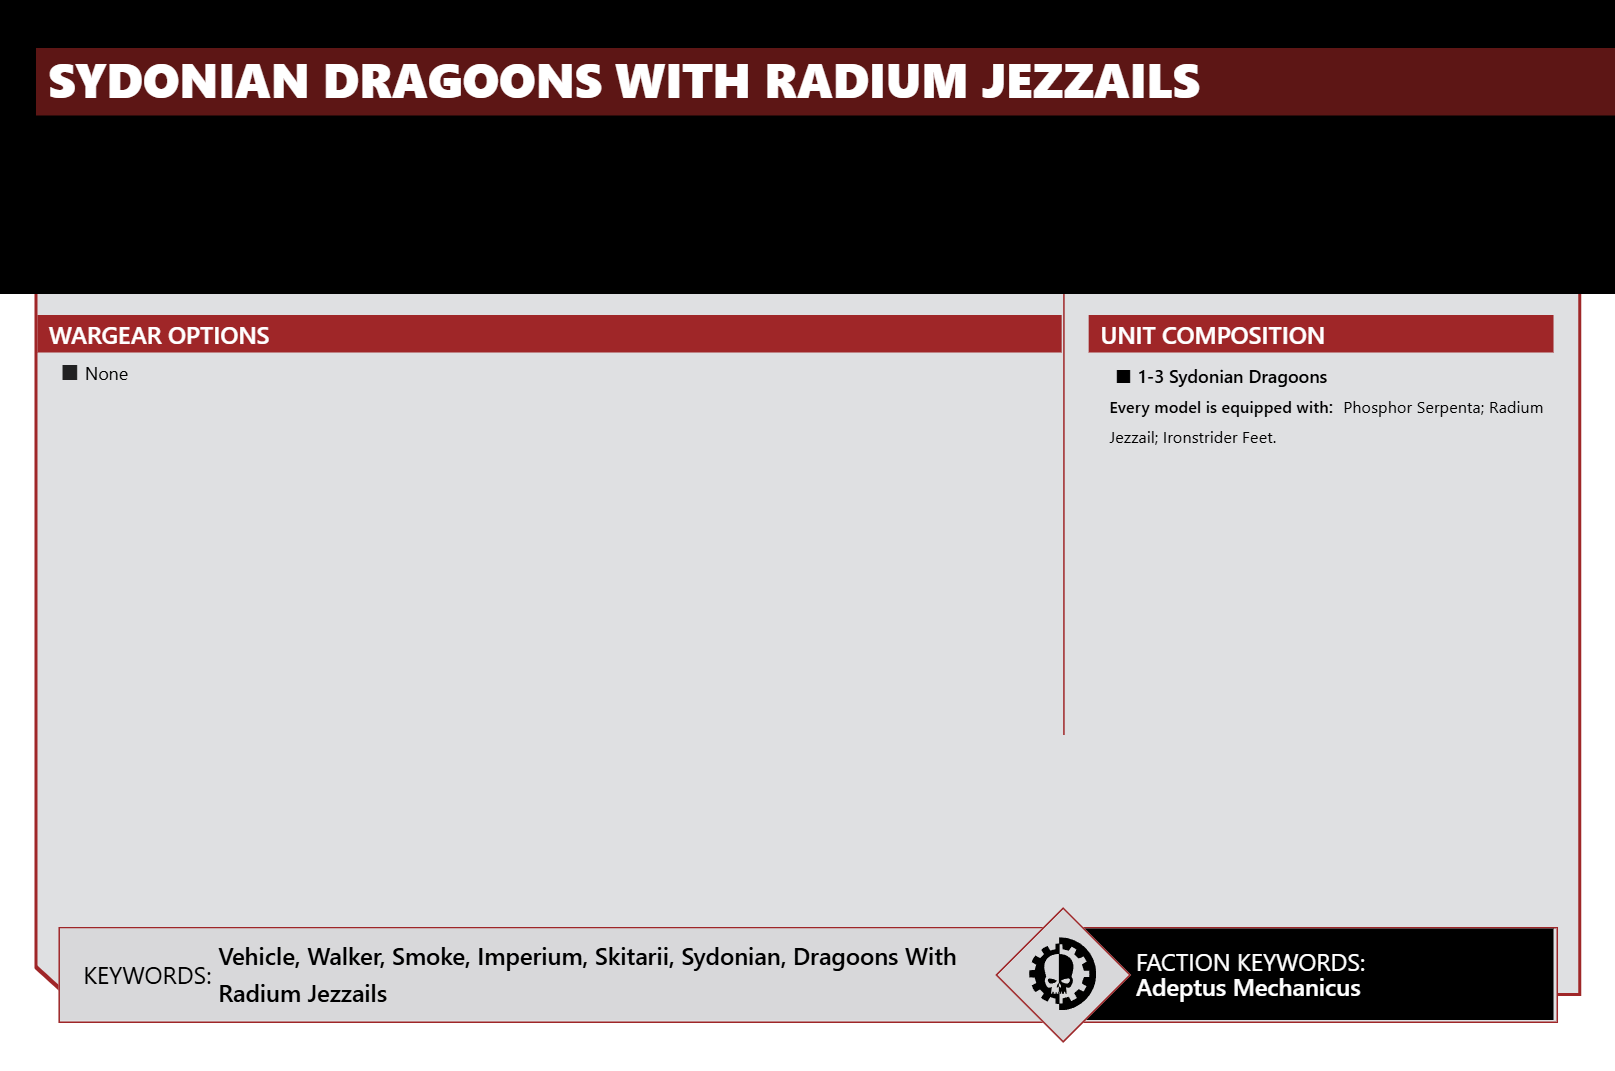 SYDONIAN DRAGOONS WITH RADIUM JEZZAILS
WARGEAR OPTIONS
■ None
UNIT COMPOSITION
■ 1-3 Sydonian Dragoons
Every model is equipped with: Phosphor Serpenta; Radium
Jezzail; Ironstrider Feet.
KEYWORDS:
Vehicle, Walker, Smoke, Imperium, Skitarii, Sydonian, Dragoons With
Radium Jezzails
FACTION KEYWORDS:
Adeptus Mechanicus